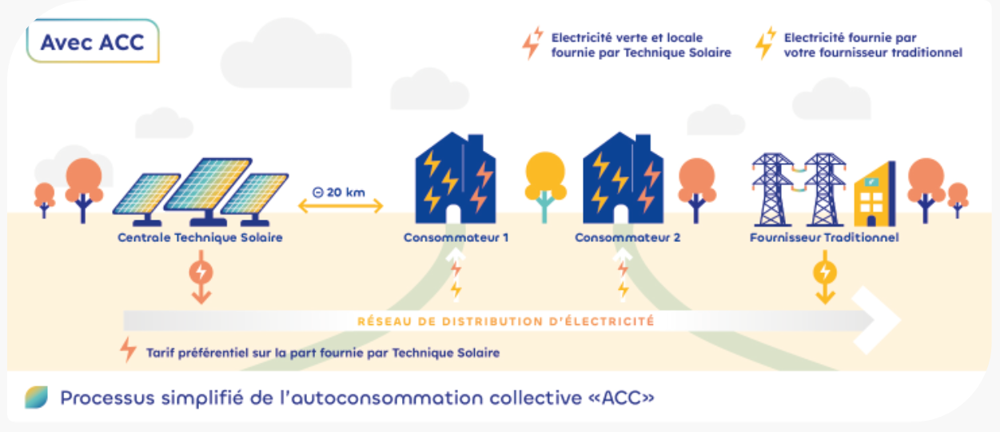 Avec ACC
Electricité verte et locale
fournie par Technique Solaire
Electricité fournie par
votre fournisseur traditionnel
⊖ 20 km
Centrale Technique Solaire
Consommateur 1
Consommateur 2
Fournisseur Traditionnel
RÉSEAU DE DISTRIBUTION D'ÉLECTRICITÉ
Tarif préférentiel sur la part fournie par Technique Solaire
Processus simplifié de l'autoconsommation collective «ACC»